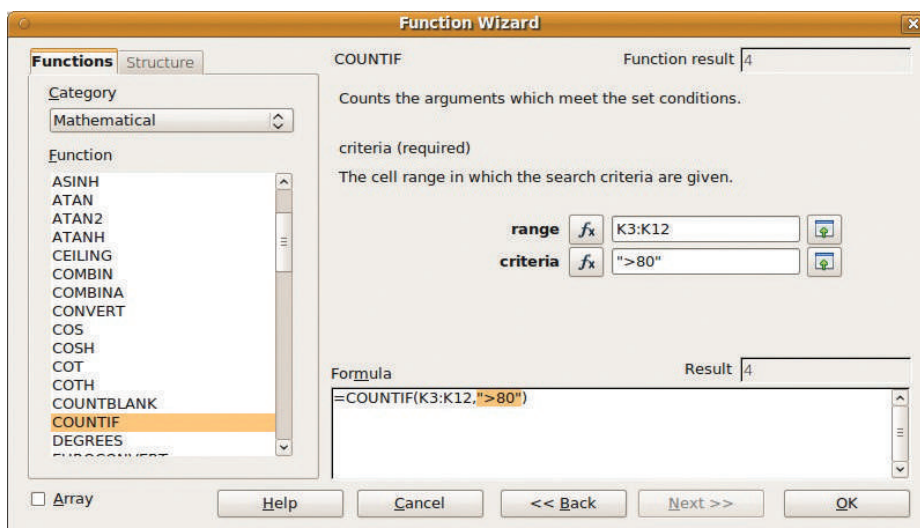 Function Wizard
Functions Structure
Category
Mathematical
Function
ASINH
ATAN
ATAN2
ATANH
CEILING
COMBIN
COMBINA
CONVERT
COS
COSH
COT
COTH
COUNTBLANK
COUNTIF
DEGREES
COUNTIF Function result 4
Counts the arguments which meet the set conditions.
criteria (required)
The cell range in which the search criteria are given.
range fx K3:K12
criteria fx ">80"
Formula Result 4
=COUNTIF(K3:K12,">80")
Array Help Cancel << Back Next >> OK